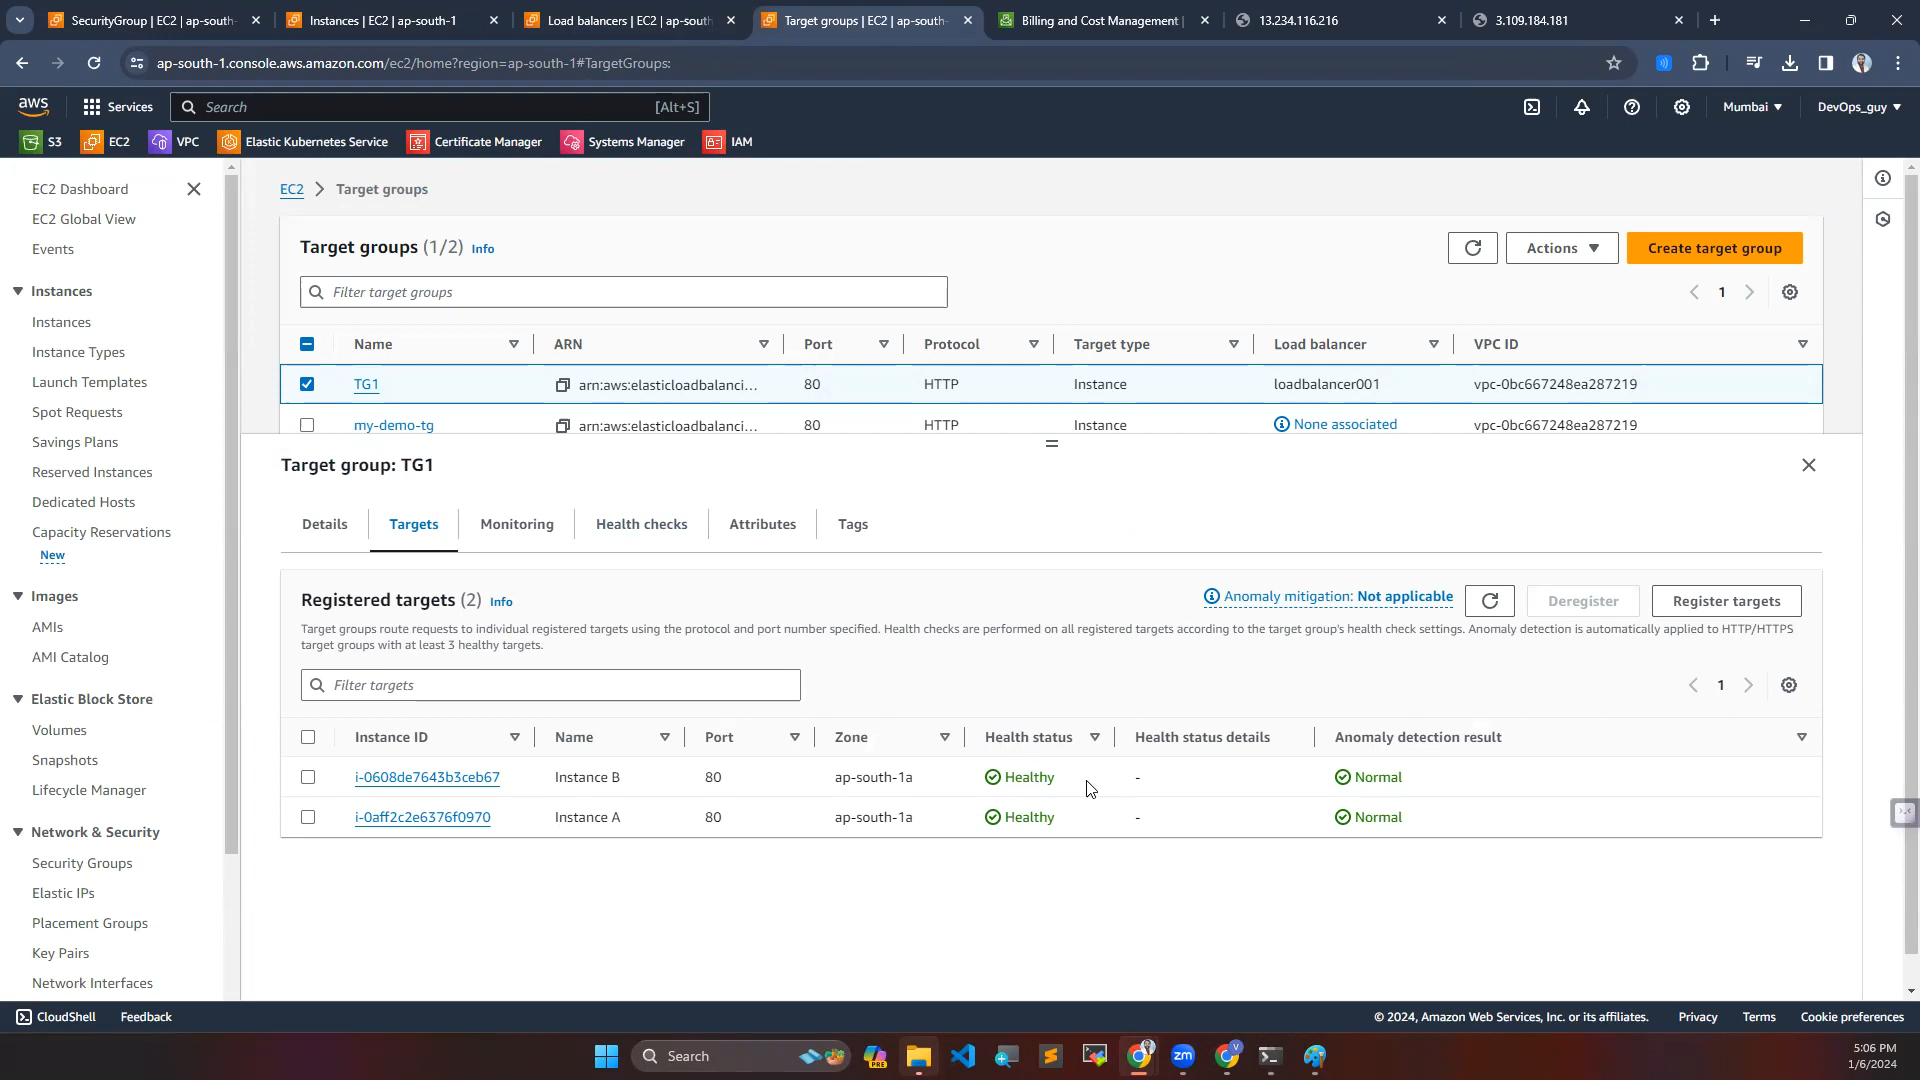 SecurityGroup | EC2 | ap-south-
Instances | EC2 | ap-south-1
Load balancers | EC2 | ap-south
Target groups | EC2 | ap-south-
Billing and Cost Management |
13.234.116.216
3.109.184.181
ap-south-1.console.aws.amazon.com/ec2/home?region=ap-south-1#TargetGroups:
aws
Services
Search
[Alt+S]
Mumbai
DevOps_guy
S3
EC2
VPC
Elastic Kubernetes Service
Certificate Manager
Systems Manager
IAM
EC2 Dashboard
EC2 Global View
Events
Instances
Instances
Instance Types
Launch Templates
Spot Requests
Savings Plans
Reserved Instances
Dedicated Hosts
Capacity Reservations
New
Images
AMIs
AMI Catalog
Elastic Block Store
Volumes
Snapshots
Lifecycle Manager
Network & Security
Security Groups
Elastic IPs
Placement Groups
Key Pairs
Network Interfaces
EC2 > Target groups
Target groups (1/2) Info
Actions
Create target group
Filter target groups
1
Name ARN Port Protocol Target type Load balancer VPC ID
TG1 arn:aws:elasticloadbalanci... 80 HTTP Instance loadbalancer001 vpc-0bc667248ea287219
my-demo-tg arn:aws:elasticloadbalanci... 80 HTTP Instance None associated vpc-0bc667248ea287219
Target group: TG1
Details Targets Monitoring Health checks Attributes Tags
Registered targets (2) Info
Anomaly mitigation: Not applicable
Deregister
Register targets
Target groups route requests to individual registered targets using the protocol and port number specified. Health checks are performed on all registered targets according to the target group's health check settings. Anomaly detection is automatically applied to HTTP/HTTPS
target groups with at least 3 healthy targets.
Filter targets
1
Instance ID Name Port Zone Health status Health status details Anomaly detection result
i-0608de7643b3ceb67 Instance B 80 ap-south-1a Healthy - Normal
i-0aff2c2e6376f0970 Instance A 80 ap-south-1a Healthy - Normal
CloudShell Feedback
© 2024, Amazon Web Services, Inc. or its affiliates. Privacy Terms Cookie preferences
Search
PRE
zm
V
5:06 PM
1/6/2024